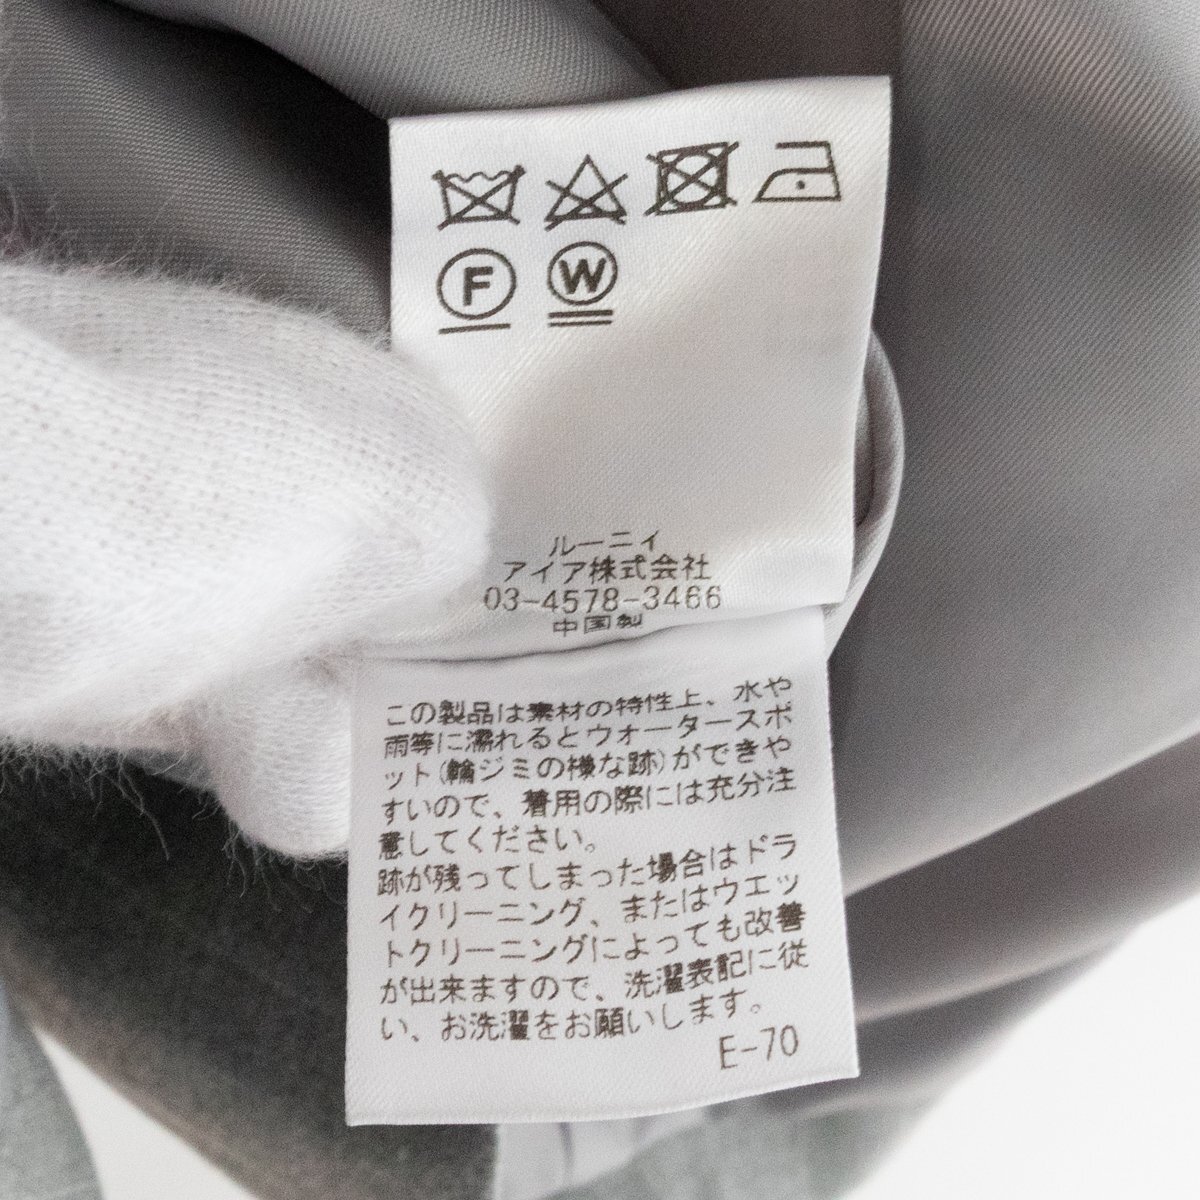 F W
ルーニィ
アイア株式会社
03-4578-3466
中国製
この製品は素材の特性上、水や
雨等に濡れるとウォータースポ
ット(輪ジミの様な跡)ができや
すいので、着用の際には充分注
意してください。
跡が残ってしまった場合はドラ
イクリーニング、またはウエッ
トクリーニングによっても改善
が出来ますので、洗濯表記に従
い、お洗濯をお願いします。
E-70